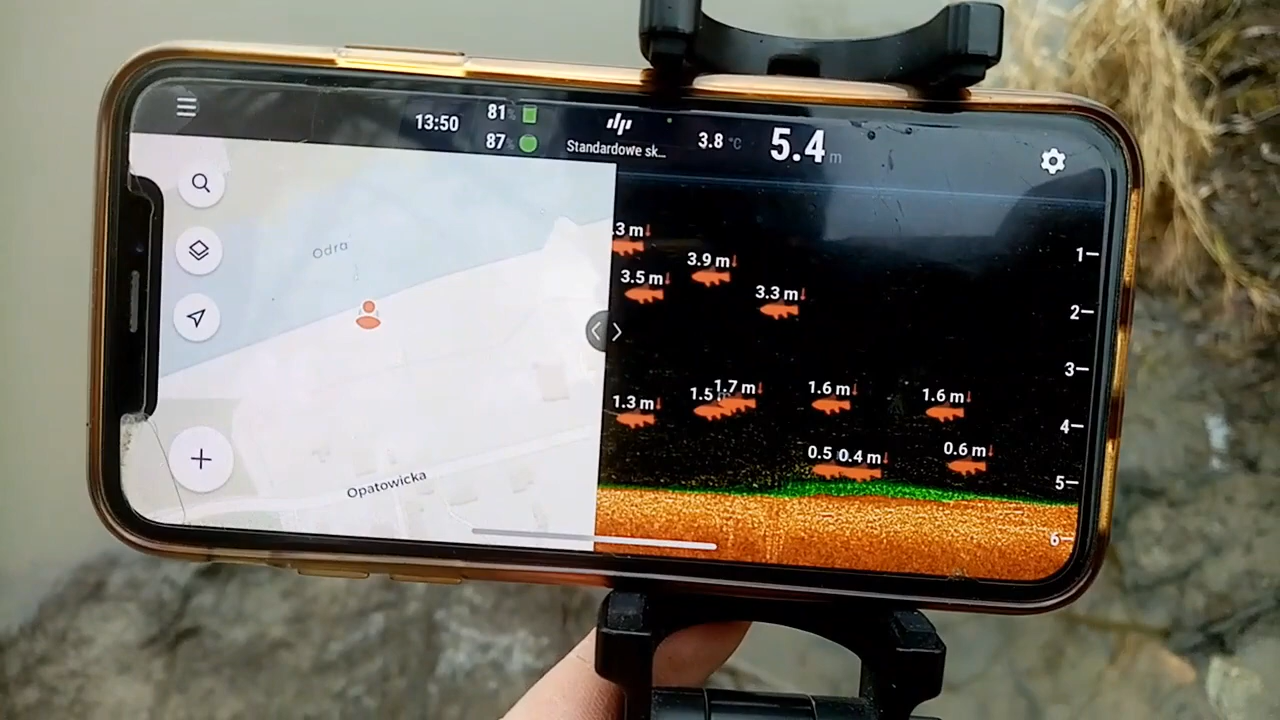 13:50
81%
87%
Standardowe sk...
3.8 °C
5.4 m
Odra
Opatowicka
.3 m
3.9 m
3.5 m
3.3 m
1.3 m
1.5
1.7 m
1.6 m
1.6 m
0.5
0.4 m
0.6 m
1
2
3
4
5
6